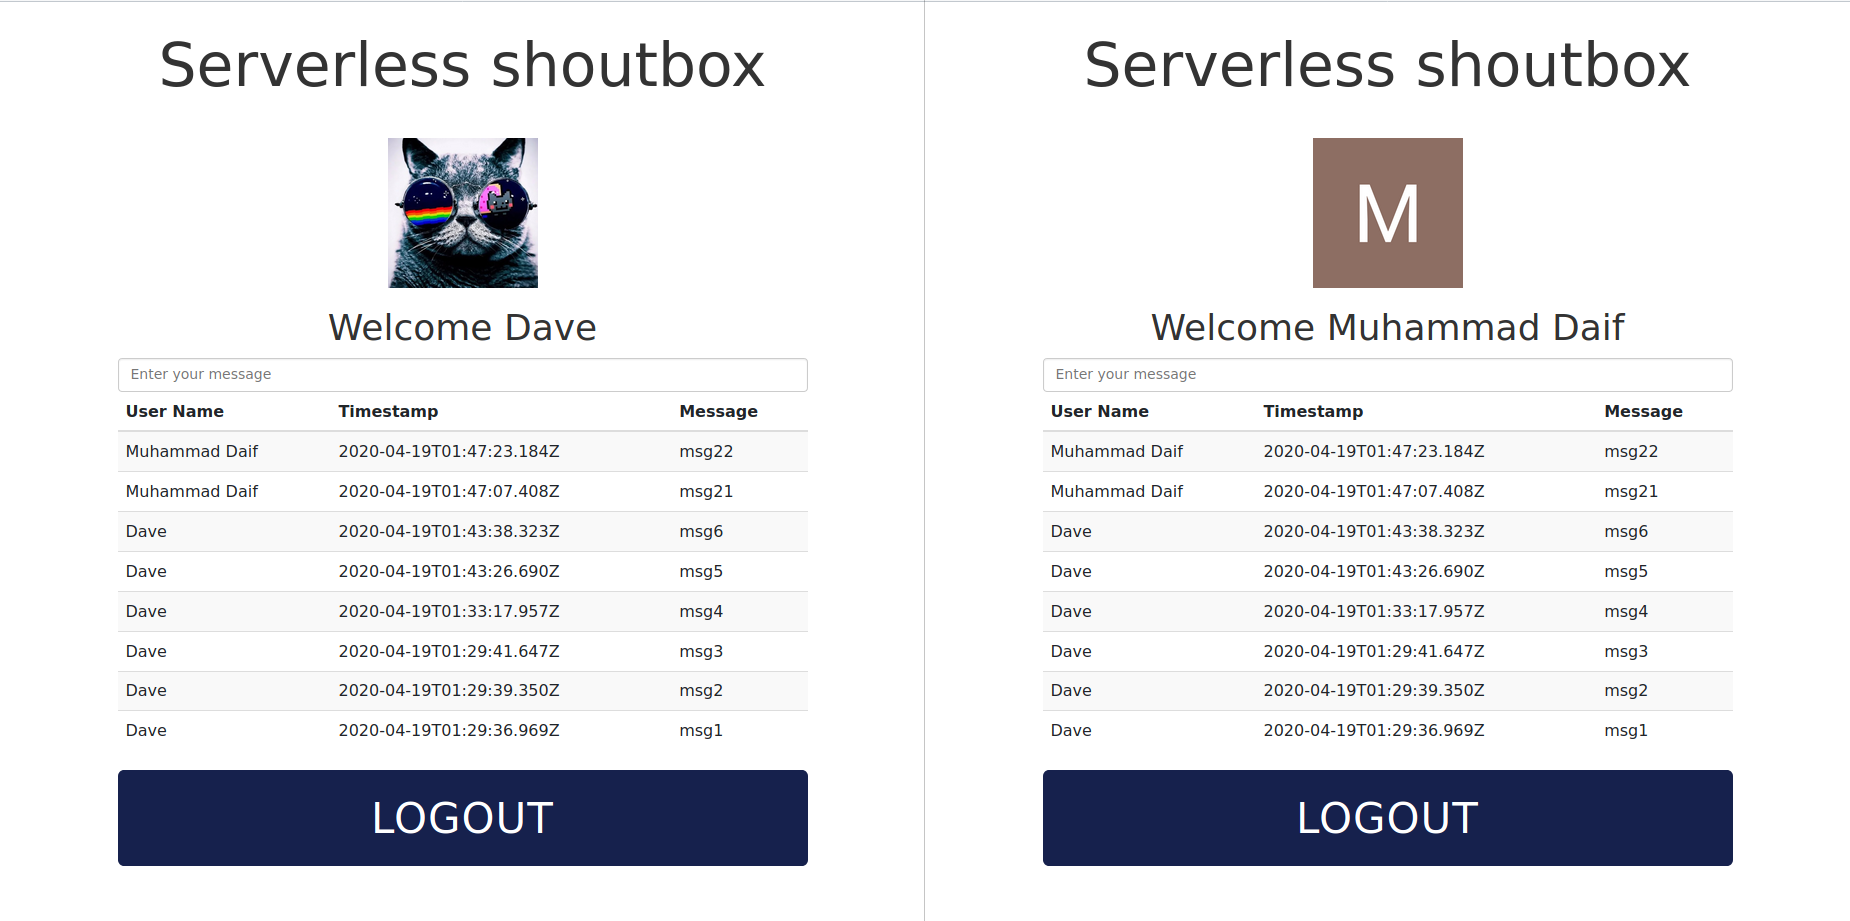 Serverless shoutbox
Welcome Dave
Enter your message
User Name Timestamp Message
Muhammad Daif 2020-04-19T01:47:23.184Z msg22
Muhammad Daif 2020-04-19T01:47:07.408Z msg21
Dave 2020-04-19T01:43:38.323Z msg6
Dave 2020-04-19T01:43:26.690Z msg5
Dave 2020-04-19T01:33:17.957Z msg4
Dave 2020-04-19T01:29:41.647Z msg3
Dave 2020-04-19T01:29:39.350Z msg2
Dave 2020-04-19T01:29:36.969Z msg1
LOGOUT
Serverless shoutbox
M
Welcome Muhammad Daif
Enter your message
User Name Timestamp Message
Muhammad Daif 2020-04-19T01:47:23.184Z msg22
Muhammad Daif 2020-04-19T01:47:07.408Z msg21
Dave 2020-04-19T01:43:38.323Z msg6
Dave 2020-04-19T01:43:26.690Z msg5
Dave 2020-04-19T01:33:17.957Z msg4
Dave 2020-04-19T01:29:41.647Z msg3
Dave 2020-04-19T01:29:39.350Z msg2
Dave 2020-04-19T01:29:36.969Z msg1
LOGOUT